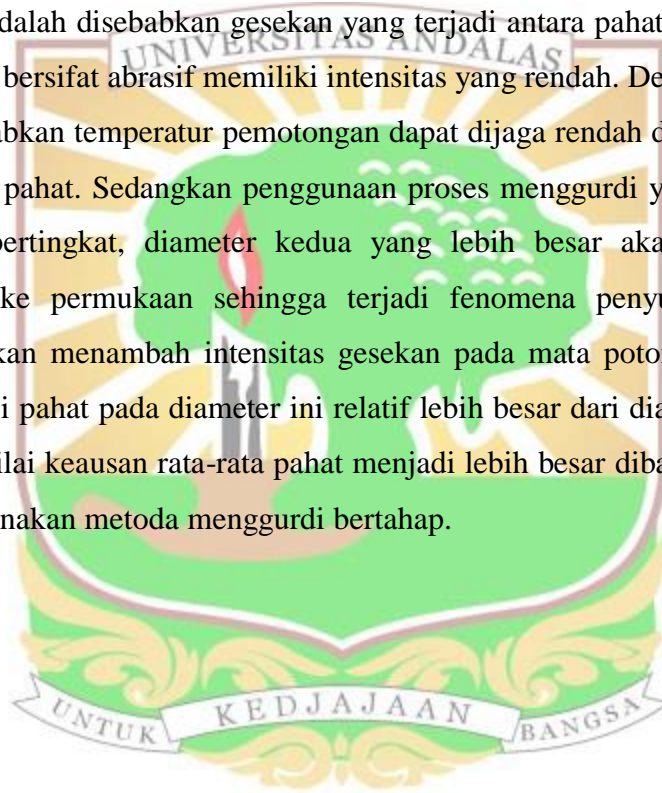 dalah disebabkan gesekan yang terjadi antara pahat
UNIVERSITAS ANDALAS
bersifat abrasif memiliki intensitas yang rendah. De
abkan temperatur pemotongan dapat dijaga rendah d
pahat. Sedangkan penggunaan proses menggurdi y
bertingkat, diameter kedua yang lebih besar aka
ke permukaan sehingga terjadi fenomena penyu
kan menambah intensitas gesekan pada mata poto
i pahat pada diameter ini relatif lebih besar dari dia
ilai keausan rata-rata pahat menjadi lebih besar diba
nakan metoda menggurdi bertahap.
UNTUK KEDJAJAAN BANGSA